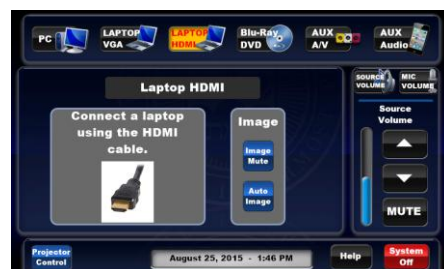 PC
LAPTOP
VGA
LAPTOP
HDMI
Blu-Ray
DVD
AUX
A/V
AUX
Audio
Laptop HDMI
Connect a laptop
using the HDMI
cable.
Image
Image
Mute
Auto
Image
SOURCE
VOLUME
MIC
VOLUME
Source
Volume
MUTE
Projector
Control
August 25, 2015 - 1:46 PM
Help
System
Off